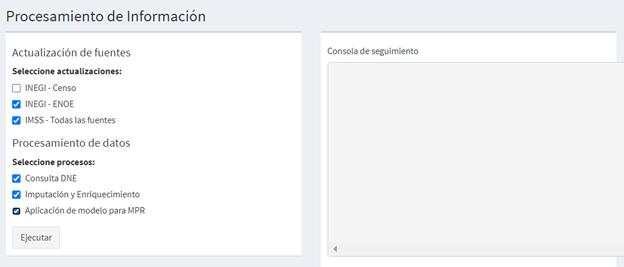 Procesamiento de Información
Actualización de fuentes
Seleccione actualizaciones:
INEGI - Censo
INEGI - ENOE
IMSS - Todas las fuentes
Procesamiento de datos
Seleccione procesos:
Consulta DNE
Imputación y Enriquecimiento
Aplicación de modelo para MPR
Ejecutar
Consola de seguimiento